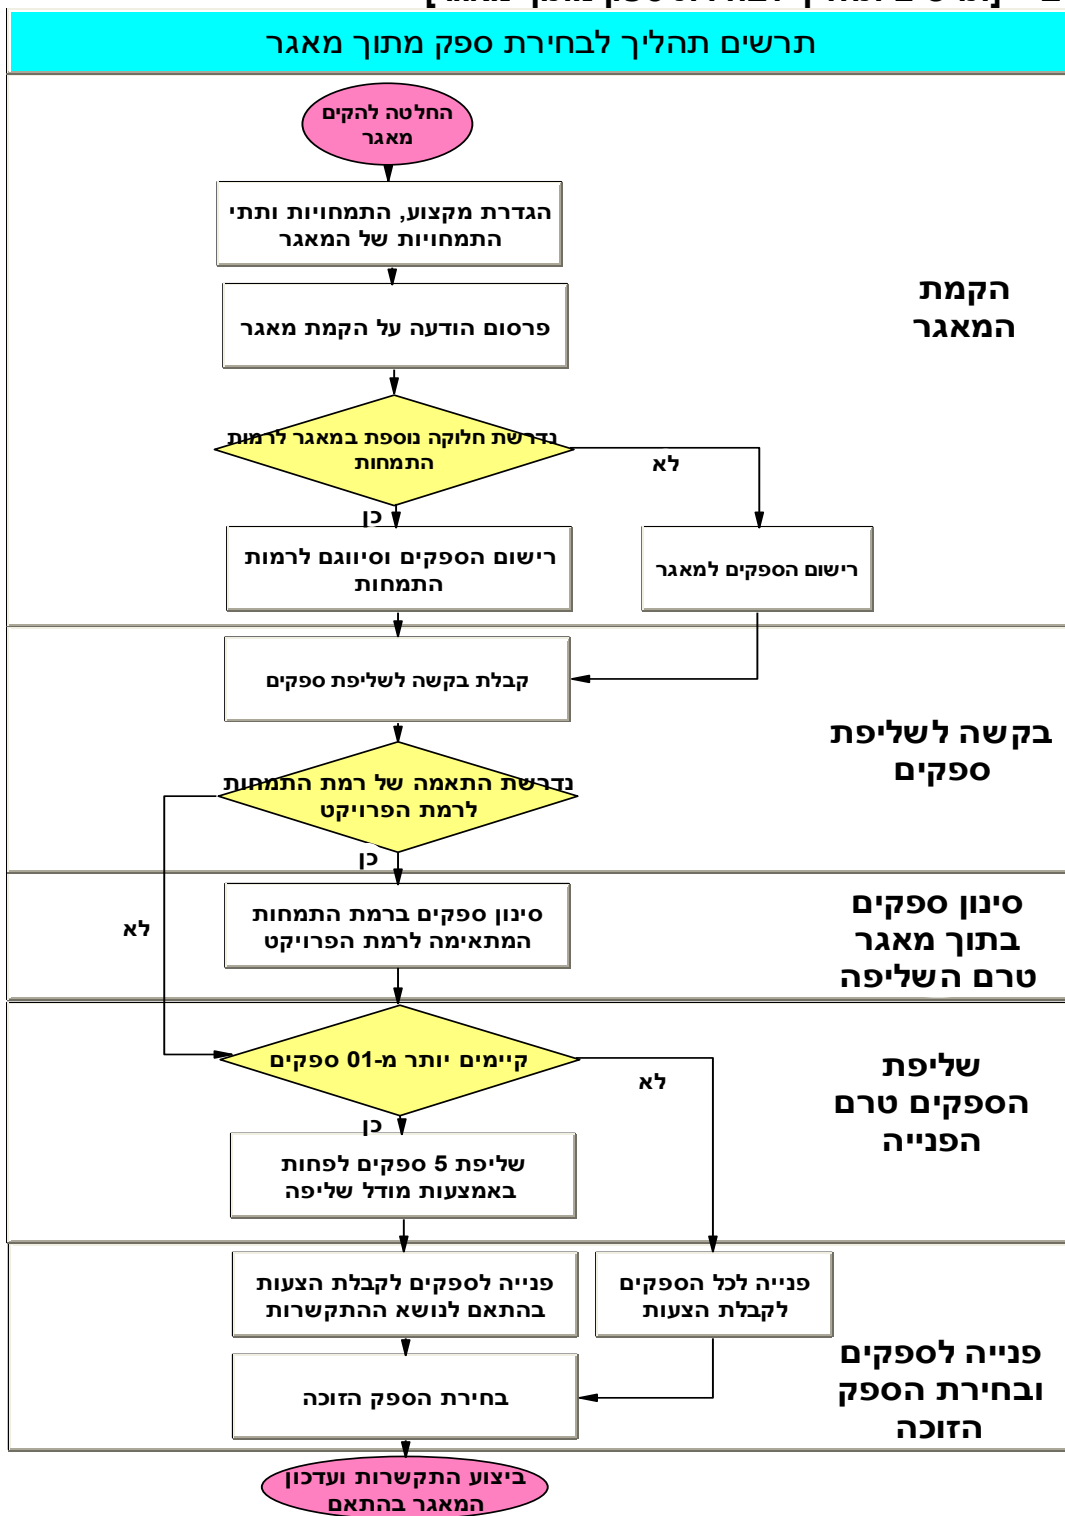 תרשים תהליך לבחירת ספק מתוך מאגר
החלטה להקים
מאגר
הגדרת מקצוע, התמחויות ותתי
התמחויות של המאגר
הקמת
המאגר
פרסום הודעה על הקמת מאגר
נדרשת חלוקה נוספת במאגר לרמות
התמחות
לא
כן
רישום הספקים וסיווגם לרמות
התמחות
רישום הספקים למאגר
קבלת בקשה לשליפת ספקים
בקשה לשליפת
ספקים
נדרשת התאמה של רמת התמחות
לרמת הפרויקט
כן
לא
סינון ספקים ברמת התמחות
המתאימה לרמת הפרויקט
סינון ספקים
בתוך מאגר
טרם השליפה
קיימים יותר מ-01 ספקים
לא
כן
שליפת
הספקים טרם
הפנייה
שליפת 5 ספקים לפחות
באמצעות מודל שליפה
פנייה לספקים לקבלת הצעות
בהתאם לנושא ההתקשרות
פנייה לכל הספקים
לקבלת הצעות
פנייה לספקים
ובחירת הספק
הזוכה
בחירת הספק הזוכה
ביצוע התקשרות ועדכון
המאגר בהתאם